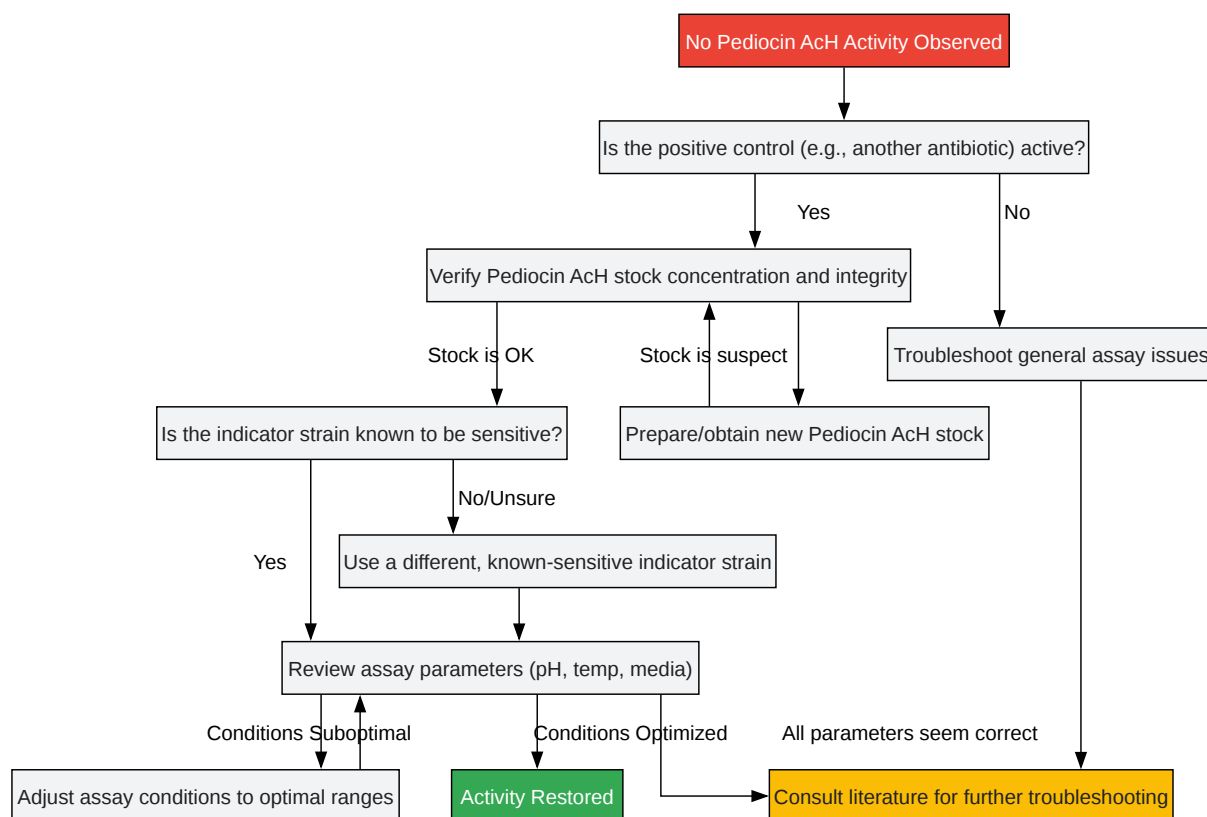 No Pediocin AcH Activity Observed
Is the positive control (e.g., another antibiotic) active?
Yes
No
Verify Pediocin AcH stock concentration and integrity
Stock is OK
Stock is suspect
Troubleshoot general assay issues
Is the indicator strain known to be sensitive?
Prepare/obtain new Pediocin AcH stock
No/Unsure
Yes
Use a different, known-sensitive indicator strain
Review assay parameters (pH, temp, media)
Conditions Suboptimal
Conditions Optimized
All parameters seem correct
Adjust assay conditions to optimal ranges
Activity Restored
Consult literature for further troubleshooting